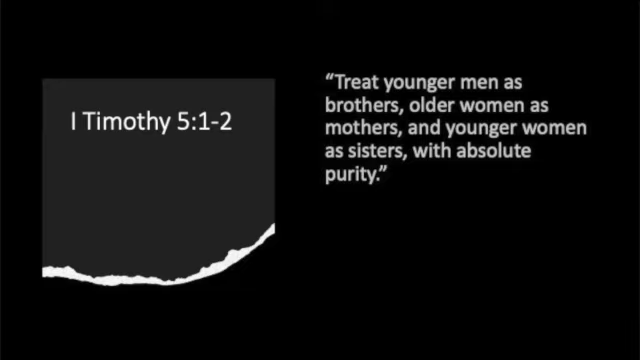 I Timothy 5:1-2
“Treat younger men as
brothers, older women as
mothers, and younger women
as sisters, with absolute
purity.”